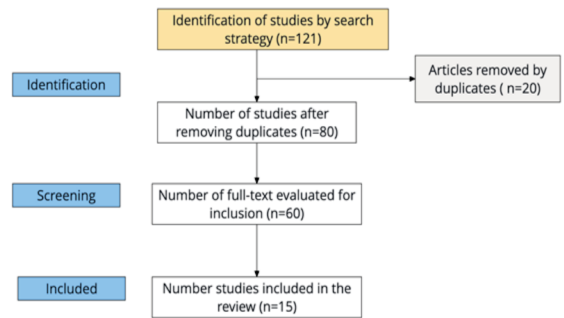 Identification of studies by search
strategy (n=121)
Identification
Articles removed by
duplicates ( n=20)
Number of studies after
removing duplicates (n=80)
Screening
Number of full-text evaluated for
inclusion (n=60)
Included
Number studies included in the
review (n=15)